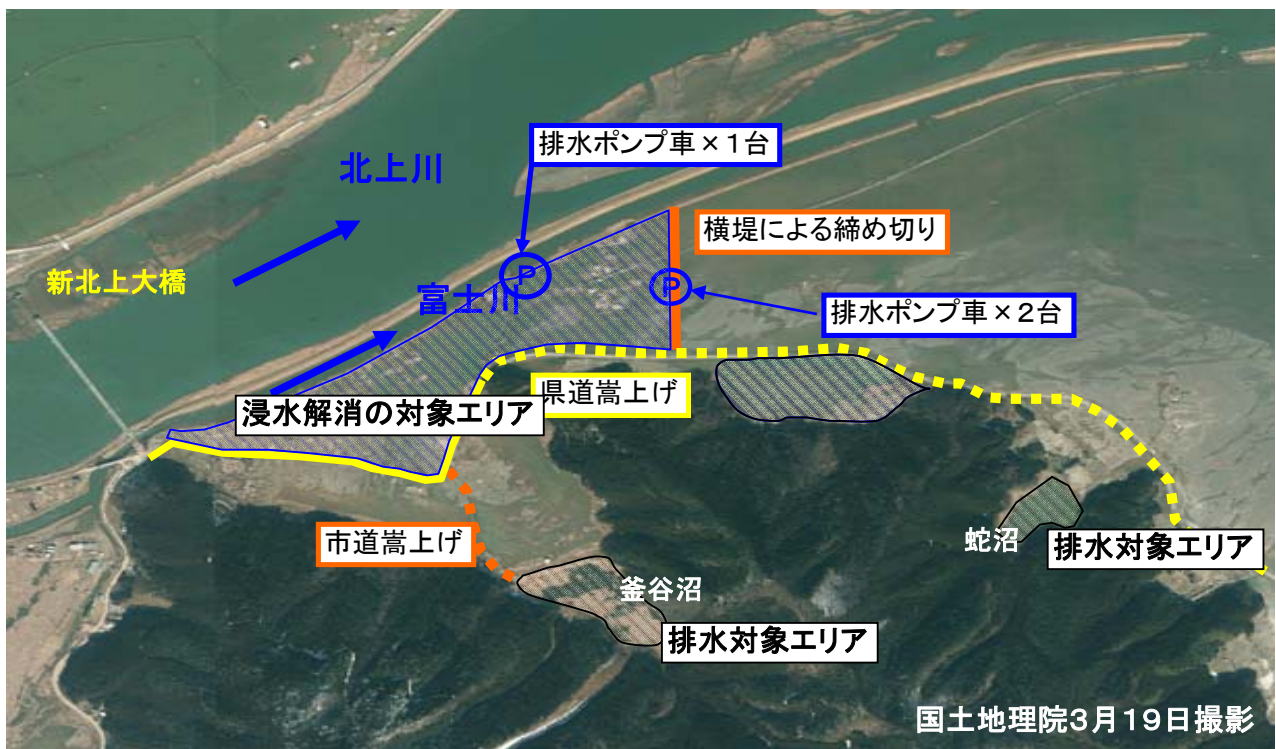 排水ポンプ車×1台
北上川
横堤による締め切り
新北上大橋
P
富士川
P
排水ポンプ車×2台
県道嵩上げ
浸水解消の対象エリア
市道嵩上げ
蛇沼
排水対象エリア
釜谷沼
排水対象エリア
国土地理院3月19日撮影